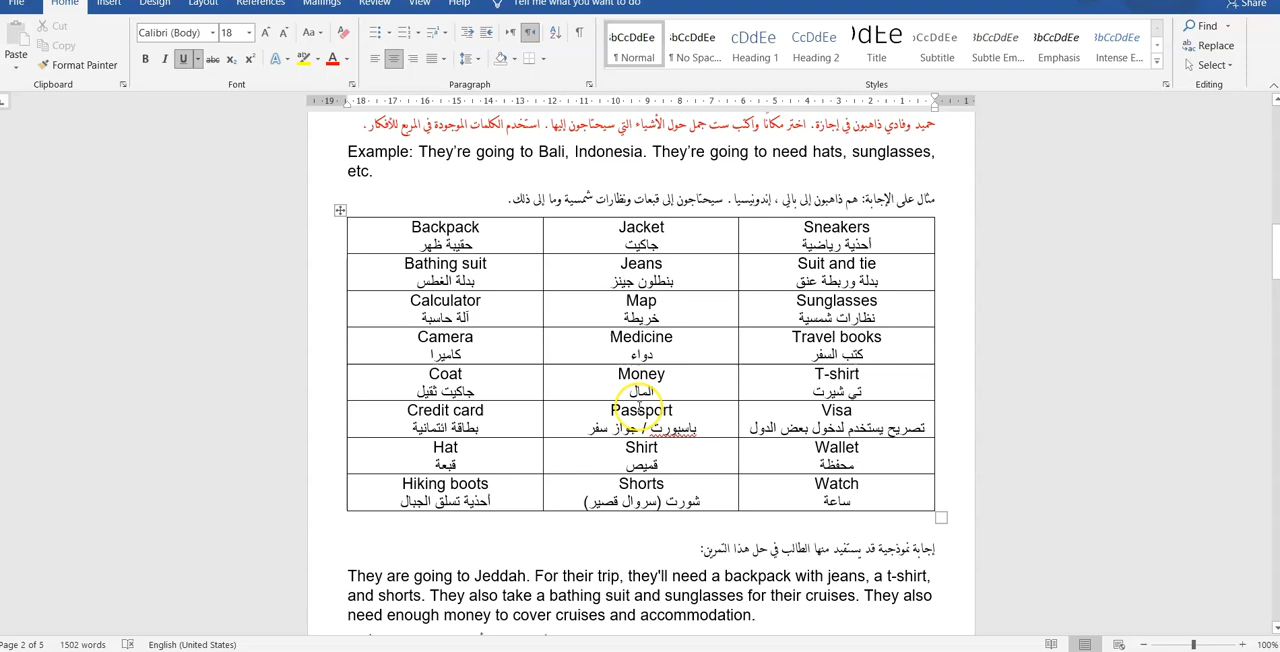 File Home Insert Design Layout References Mailings Review View Help Tell me what you want to do Share
Paste Cut Copy Format Painter Clipboard
Calibri (Body) 18 Font
Paragraph
¶ Normal ¶ No Spac... Heading 1 Heading 2 Title Subtitle Subtle Em... Emphasis Intense E... Styles
Find Replace Select Editing
حميد وفادي ذاهبون في إجازة. اختر مكانًا واكتب ست جمل حول الأشياء التي سيحتاجون إليها . استخدم الكلمات الموجودة في المربع للأفكار.
Example: They’re going to Bali, Indonesia. They’re going to need hats, sunglasses,
etc.
مثال على الإجابة: هم ذاهبون إلى بالي ، إندونيسيا . سيحتاجون إلى قبعات ونظارات شمسية وما إلى ذلك.
Backpack Jacket Sneakers
حقيبة ظهر جاكيت أحذية رياضية
Bathing suit Jeans Suit and tie
بدلة الغطس بنطلون جينز بدلة وربطة عنق
Calculator Map Sunglasses
آلة حاسبة خريطة نظارات شمسية
Camera Medicine Travel books
كاميرا دواء كتب السفر
Coat Money T-shirt
جاكيت ثقيل المال تي شيرت
Credit card Passport Visa
بطاقة ائتمانية باسبورت / جواز سفر تصريح يستخدم لدخول بعض الدول
Hat Shirt Wallet
قبعة قميص محفظة
Hiking boots Shorts Watch
أحذية تسلق الجبال شورت (سروال قصير) ساعة
إجابة نموذجية قد يستفيد منها الطالب في حل هذا التمرين:
They are going to Jeddah. For their trip, they'll need a backpack with jeans, a t-shirt,
and shorts. They also take a bathing suit and sunglasses for their cruises. They also
need enough money to cover cruises and accommodation.
Page 2 of 5 1502 words English (United States) 100%